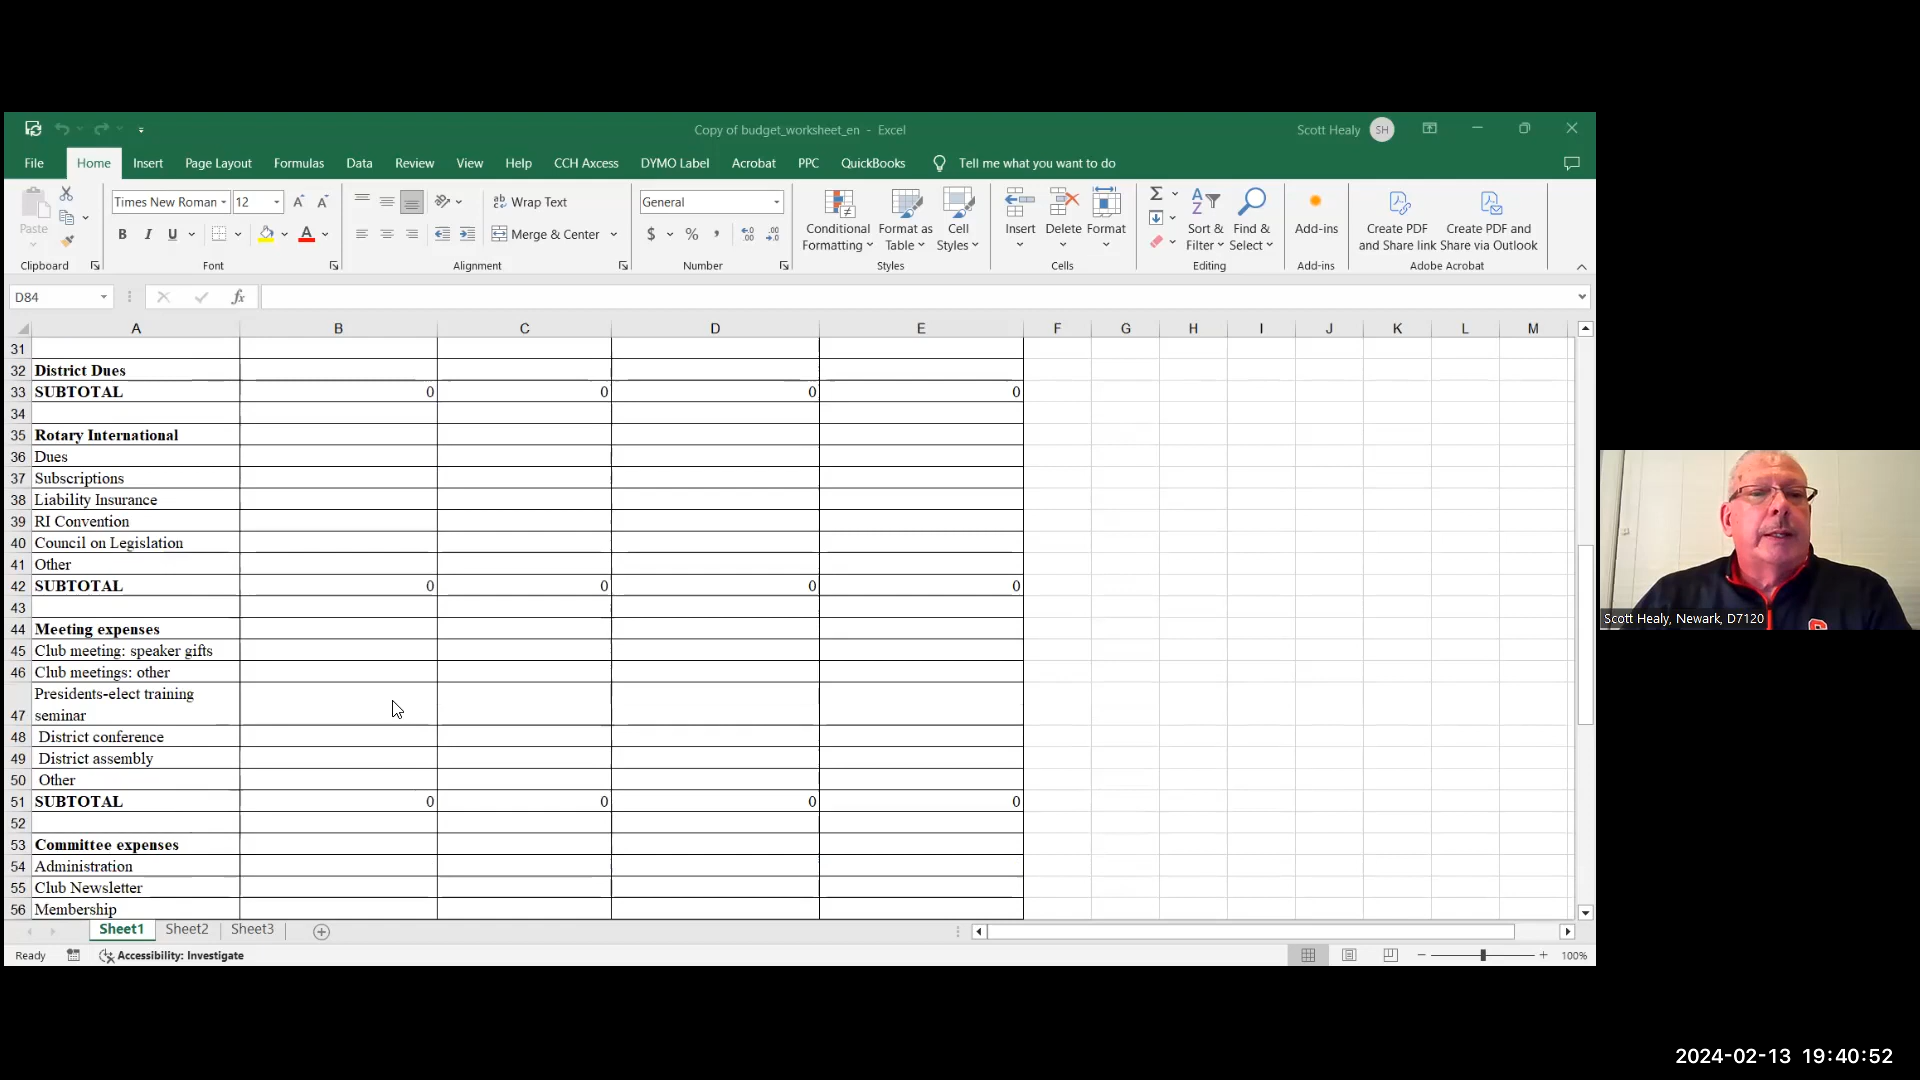 Copy of budget_worksheet_en - Excel
Scott Healy SH
File Home Insert Page Layout Formulas Data Review View Help CCH Axcess DYMO Label Acrobat PPC QuickBooks Tell me what you want to do
Paste
Clipboard
Times New Roman 12
B I U A
Font
Wrap Text
Merge & Center
Alignment
General
$ % ,
Number
Conditional Formatting
Format as Table
Cell Styles
Styles
Insert Delete Format
Cells
Sort & Filter
Find & Select
Editing
Add-ins
Add-ins
Create PDF and Share link
Create PDF and Share via Outlook
Adobe Acrobat
D84 fx
A B C D E F G H I J K L M
31
32 District Dues
33 SUBTOTAL 0 0 0 0
34
35 Rotary International
36 Dues
37 Subscriptions
38 Liability Insurance
39 RI Convention
40 Council on Legislation
41 Other
42 SUBTOTAL 0 0 0 0
43
44 Meeting expenses
45 Club meeting: speaker gifts
46 Club meetings: other
Presidents-elect training
47 seminar
48 District conference
49 District assembly
50 Other
51 SUBTOTAL 0 0 0 0
52
53 Committee expenses
54 Administration
55 Club Newsletter
56 Membership
Sheet1 Sheet2 Sheet3
Ready Accessibility: Investigate 100%
Scott Healy, Newark, D7120
2024-02-13 19:40:52